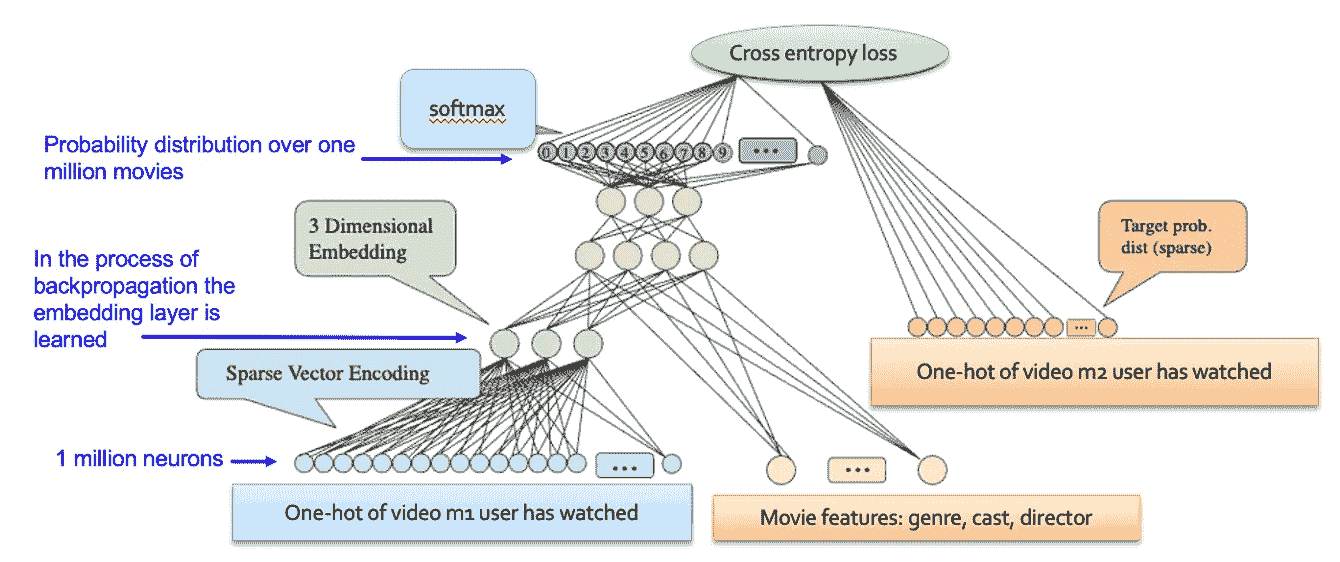 Cross entropy loss
softmax
Probability distribution over one
million movies
0 1 2 3 4 5 6 7 8 9 ...
3 Dimensional
Embedding
Target prob.
dist (sparse)
In the process of
backpropagation the
embedding layer is
learned
...
One-hot of video m2 user has watched
Sparse Vector Encoding
1 million neurons
...
...
One-hot of video m1 user has watched
Movie features: genre, cast, director